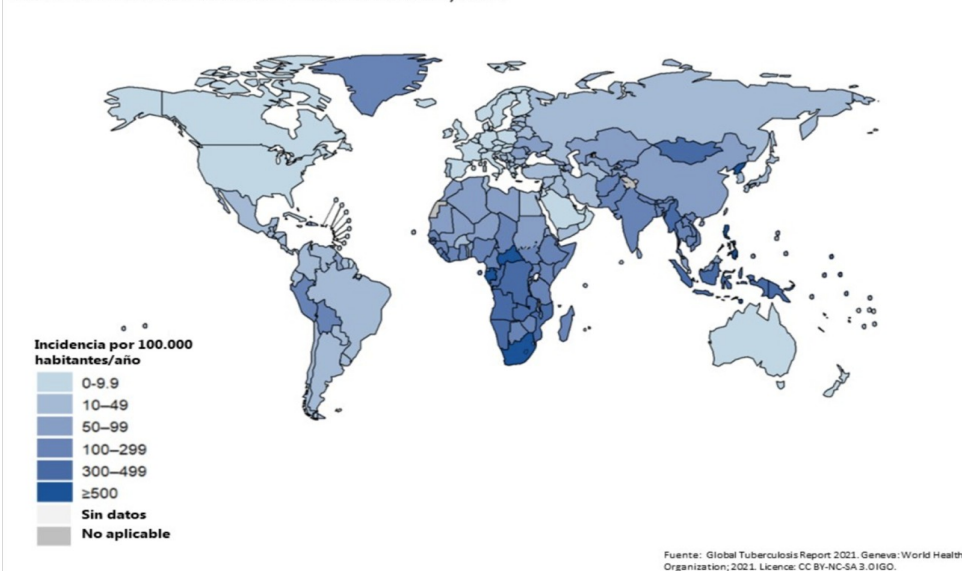 Incidencia por 100.000
habitantes/año
0-9.9
10–49
50–99
100–299
300–499
≥500
Sin datos
No aplicable
Fuente: Global Tuberculosis Report 2021. Geneva: World Health
Organization; 2021. Licence: CC BY-NC-SA 3.0 IGO.